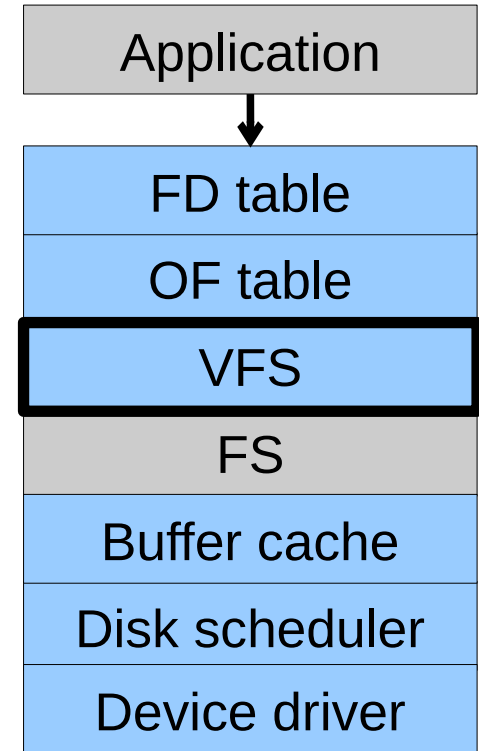 Application
FD table
OF table
VFS
FS
Buffer cache
Disk scheduler
Device driver